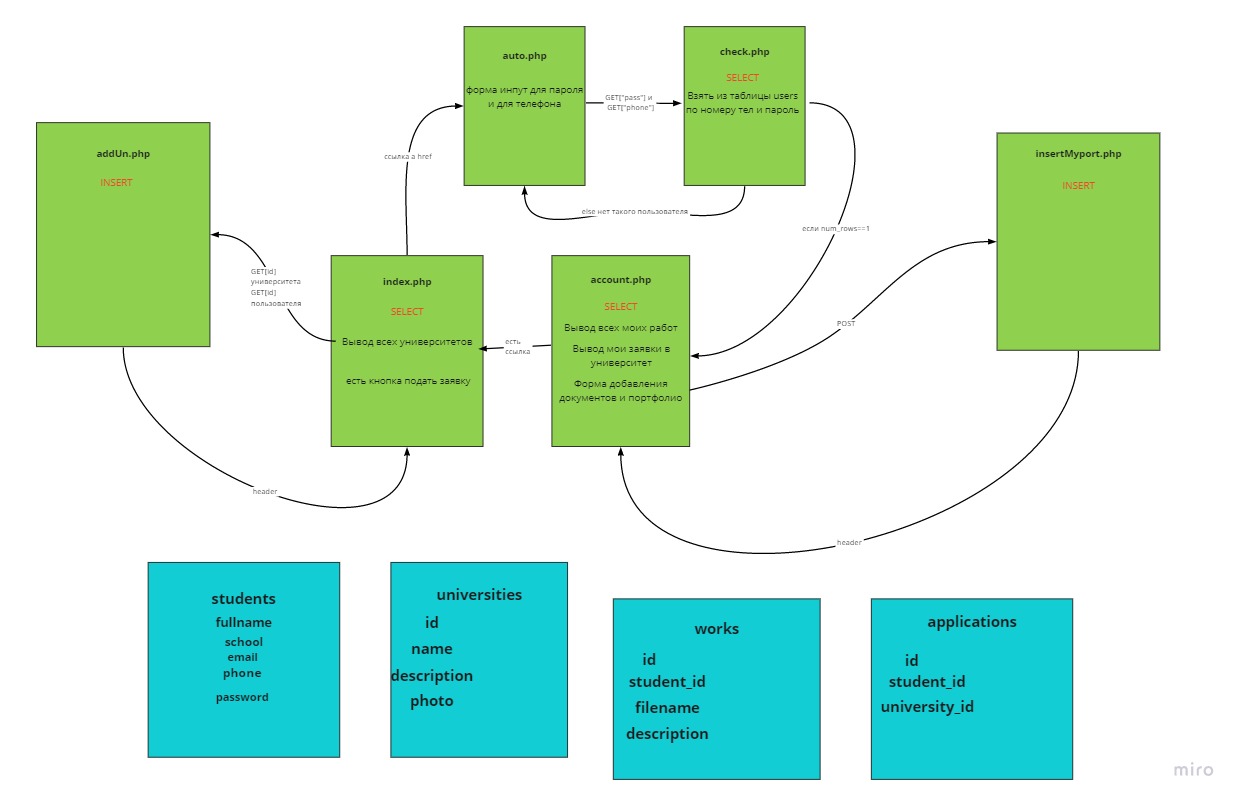 auto.php
форма инпут для пароля
и для телефона
GET["pass"] и
GET["phone"]
check.php
SELECT
Взять из таблицы users
по номеру тел и пароль
addUn.php
INSERT
ссылка a href
insertMyport.php
INSERT
else нет такого пользователя
если num_rows==1
GET[id]
университета
GET[id]
пользователя
index.php
SELECT
Вывод всех университетов
есть кнопка подать заявку
есть
ссылка
account.php
SELECT
Вывод всех моих работ
Вывод мои заявки в
университет
Форма добавления
документов и портфолио
POST
header
header
students
fullname
school
email
phone
password
universities
id
name
description
photo
works
id
student_id
filename
description
applications
id
student_id
university_id
miro